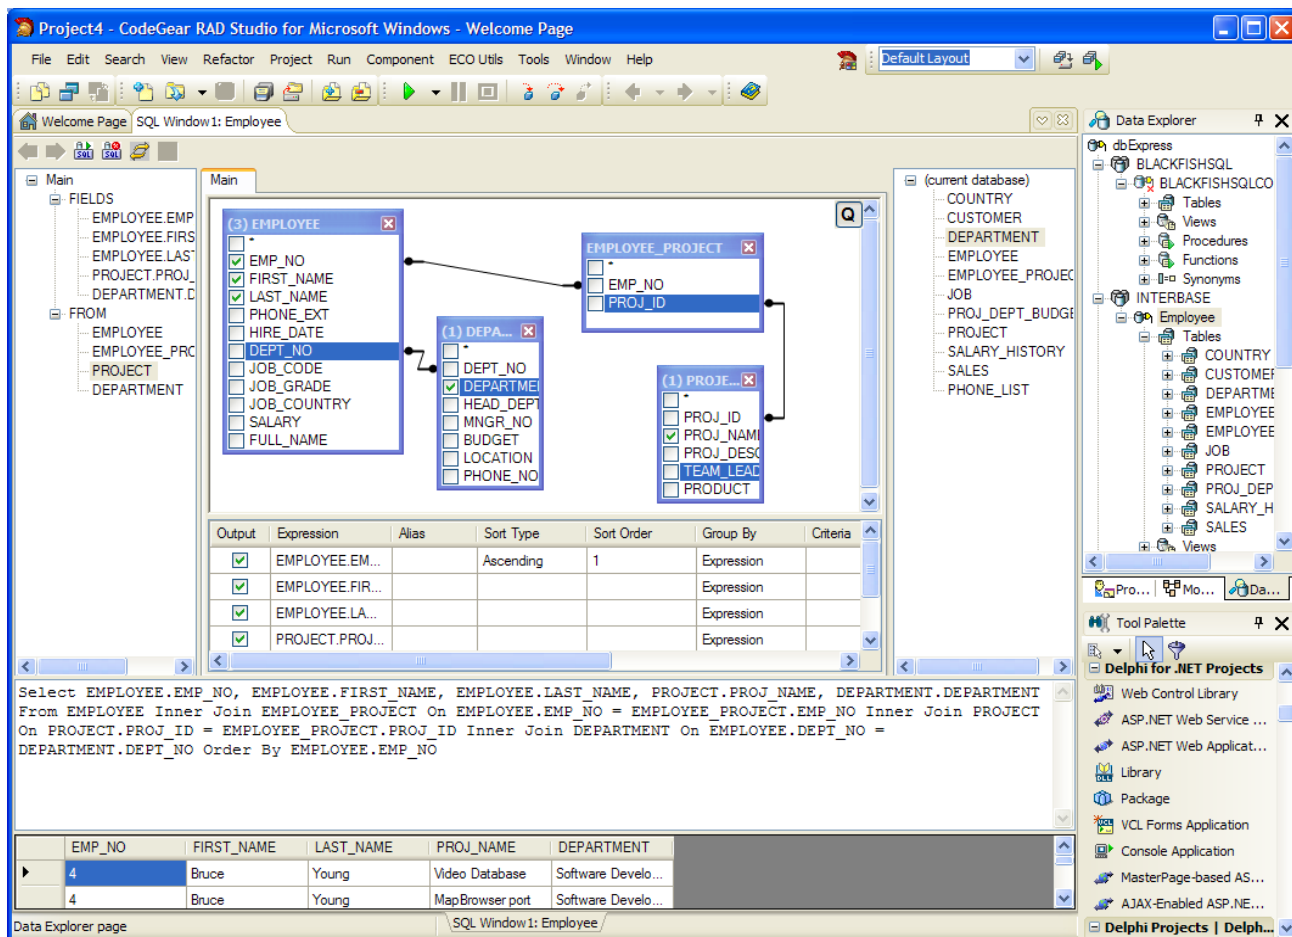 Project4 - CodeGear RAD Studio for Microsoft Windows - Welcome Page
File Edit Search View Refactor Project Run Component ECO Utils Tools Window Help
Default Layout
Welcome Page SQL Window1: Employee
SQL SQL
Main
FIELDS
EMPLOYEE.EMP
EMPLOYEE.FIRS
EMPLOYEE.LAS
PROJECT.PROJ_
DEPARTMENT.D
FROM
EMPLOYEE
EMPLOYEE_PRO
PROJECT
DEPARTMENT
Main
Q
(3) EMPLOYEE
*
EMP_NO
FIRST_NAME
LAST_NAME
PHONE_EXT
HIRE_DATE
DEPT_NO
JOB_CODE
JOB_GRADE
JOB_COUNTRY
SALARY
FULL_NAME
(1) DEPA...
*
DEPT_NO
DEPARTME
HEAD_DEPT
MNGR_NO
BUDGET
LOCATION
PHONE_NO
EMPLOYEE_PROJECT
*
EMP_NO
PROJ_ID
(1) PROJE...
*
PROJ_ID
PROJ_NAM
PROJ_DESC
TEAM_LEAD
PRODUCT
Output Expression Alias Sort Type Sort Order Group By Criteria
EMPLOYEE.EM... Ascending 1 Expression
EMPLOYEE.FIR... Expression
EMPLOYEE.LA... Expression
PROJECT.PROJ... Expression
(current database)
COUNTRY
CUSTOMER
DEPARTMENT
EMPLOYEE
EMPLOYEE_PROJEC
JOB
PROJ_DEPT_BUDGE
PROJECT
SALARY_HISTORY
SALES
PHONE_LIST
Select EMPLOYEE.EMP_NO, EMPLOYEE.FIRST_NAME, EMPLOYEE.LAST_NAME, PROJECT.PROJ_NAME, DEPARTMENT.DEPARTMENT
From EMPLOYEE Inner Join EMPLOYEE_PROJECT On EMPLOYEE.EMP_NO = EMPLOYEE_PROJECT.EMP_NO Inner Join PROJECT
On PROJECT.PROJ_ID = EMPLOYEE_PROJECT.PROJ_ID Inner Join DEPARTMENT On EMPLOYEE.DEPT_NO =
DEPARTMENT.DEPT_NO Order By EMPLOYEE.EMP_NO
EMP_NO FIRST_NAME LAST_NAME PROJ_NAME DEPARTMENT
4 Bruce Young Video Database Software Develo...
4 Bruce Young MapBrowser port Software Develo...
Data Explorer page
SQL Window1: Employee
Data Explorer
dbExpress
BLACKFISHSQL
BLACKFISHSQLCO
Tables
Views
Procedures
Functions
Synonyms
INTERBASE
Employee
Tables
COUNTRY
CUSTOMER
DEPARTME
EMPLOYEE
EMPLOYEE
JOB
PROJECT
PROJ_DEP
SALARY_H
SALES
Views
Pro... Mo... Da...
Tool Palette
Delphi for .NET Projects
Web Control Library
ASP.NET Web Service ...
ASP.NET Web Applicat...
Library
Package
VCL Forms Application
Console Application
MasterPage-based AS...
AJAX-Enabled ASP.NE...
Delphi Projects | Delph...